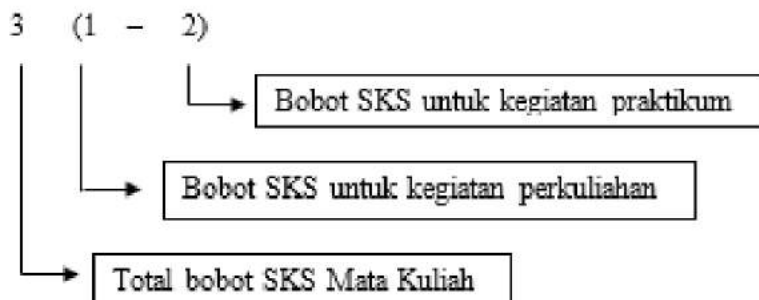 3 (1 – 2)
Bobot SKS untuk kegiatan praktikum
Bobot SKS untuk kegiatan perkuliahan
Total bobot SKS Mata Kuliah